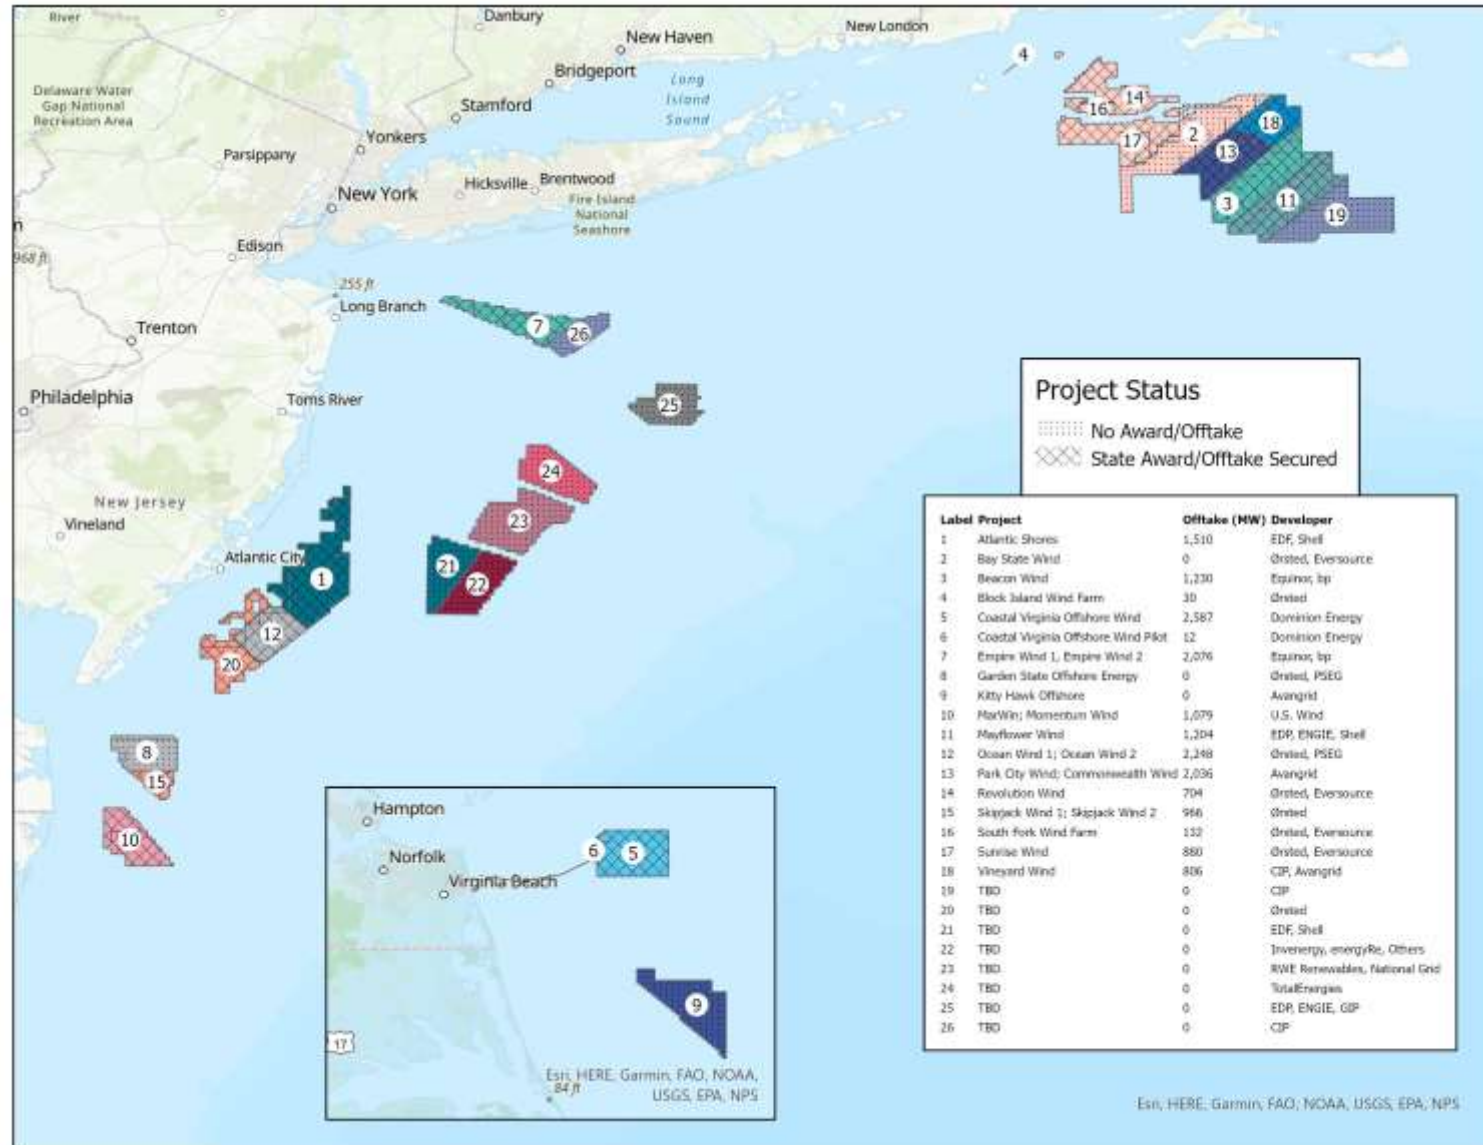 River
Danbury
New Haven
New London
Bridgeport
Delaware Water
Gap National
Recreation Area
Long
Island
Sound
Stamford
Yonkers
Parsippany
New York
Hicksville
Brentwood
Fire Island
National
Seashore
n
Edison
968 ft
255 ft
Long Branch
Trenton
Philadelphia
Toms River
New Jersey
Vineland
Atlantic City
4
14
16
18
2
17
13
3
11
19
7
26
25
24
23
21
22
1
12
20
8
15
10
Hampton
Norfolk
Virginia Beach
6
5
9
17
84 ft
Esri, HERE, Garmin, FAO, NOAA,
USGS, EPA, NPS
Project Status
No Award/Offtake
State Award/Offtake Secured
Label Project Offtake (MW) Developer
1 Atlantic Shores 1,510 EDF, Shell
2 Bay State Wind 0 Ørsted, Eversource
3 Beacon Wind 1,230 Equinor, bp
4 Block Island Wind Farm 30 Ørsted
5 Coastal Virginia Offshore Wind 2,587 Dominion Energy
6 Coastal Virginia Offshore Wind Pilot 12 Dominion Energy
7 Empire Wind 1, Empire Wind 2 2,076 Equinor, bp
8 Garden State Offshore Energy 0 Ørsted, PSEG
9 Kitty Hawk Offshore 0 Avangrid
10 MarWin; Momentum Wind 1,079 U.S. Wind
11 Mayflower Wind 1,204 EDP, ENGIE, Shell
12 Ocean Wind 1; Ocean Wind 2 2,248 Ørsted, PSEG
13 Park City Wind; Commonwealth Wind 2,036 Avangrid
14 Revolution Wind 704 Ørsted, Eversource
15 Skipjack Wind 1; Skipjack Wind 2 966 Ørsted
16 South Fork Wind Farm 132 Ørsted, Eversource
17 Sunrise Wind 880 Ørsted, Eversource
18 Vineyard Wind 806 CIP, Avangrid
19 TBD 0 CIP
20 TBD 0 Ørsted
21 TBD 0 EDF, Shell
22 TBD 0 Invenergy, energyRe, Others
23 TBD 0 RWE Renewables, National Grid
24 TBD 0 TotalEnergies
25 TBD 0 EDP, ENGIE, GIP
26 TBD 0 CIP
Esri, HERE, Garmin, FAO, NOAA, USGS, EPA, NPS